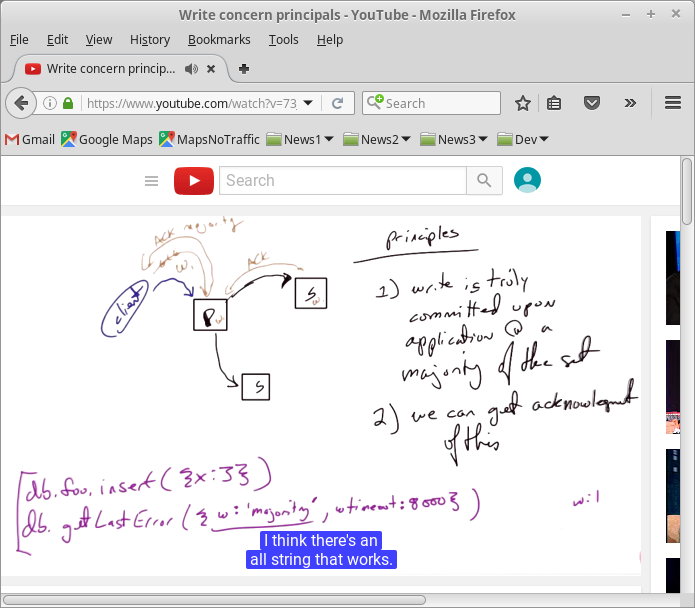 Write concern principals - YouTube - Mozilla Firefox
File Edit View History Bookmarks Tools Help
Write concern princip...
https://www.youtube.com/watch?v=73
Search
Gmail Google Maps MapsNoTraffic News1 News2 News3 Dev
Search
ACK majority
w.
ACK
client
P w
S w
S
principles
1) write is truly
committed upon
application @ a
majority of the set
2) we can get acknowlegment
of this
db.foo.insert({x:3})
db.getLastError({w:'majority', wtimeout:8000})
w:1
I think there's an
all string that works.